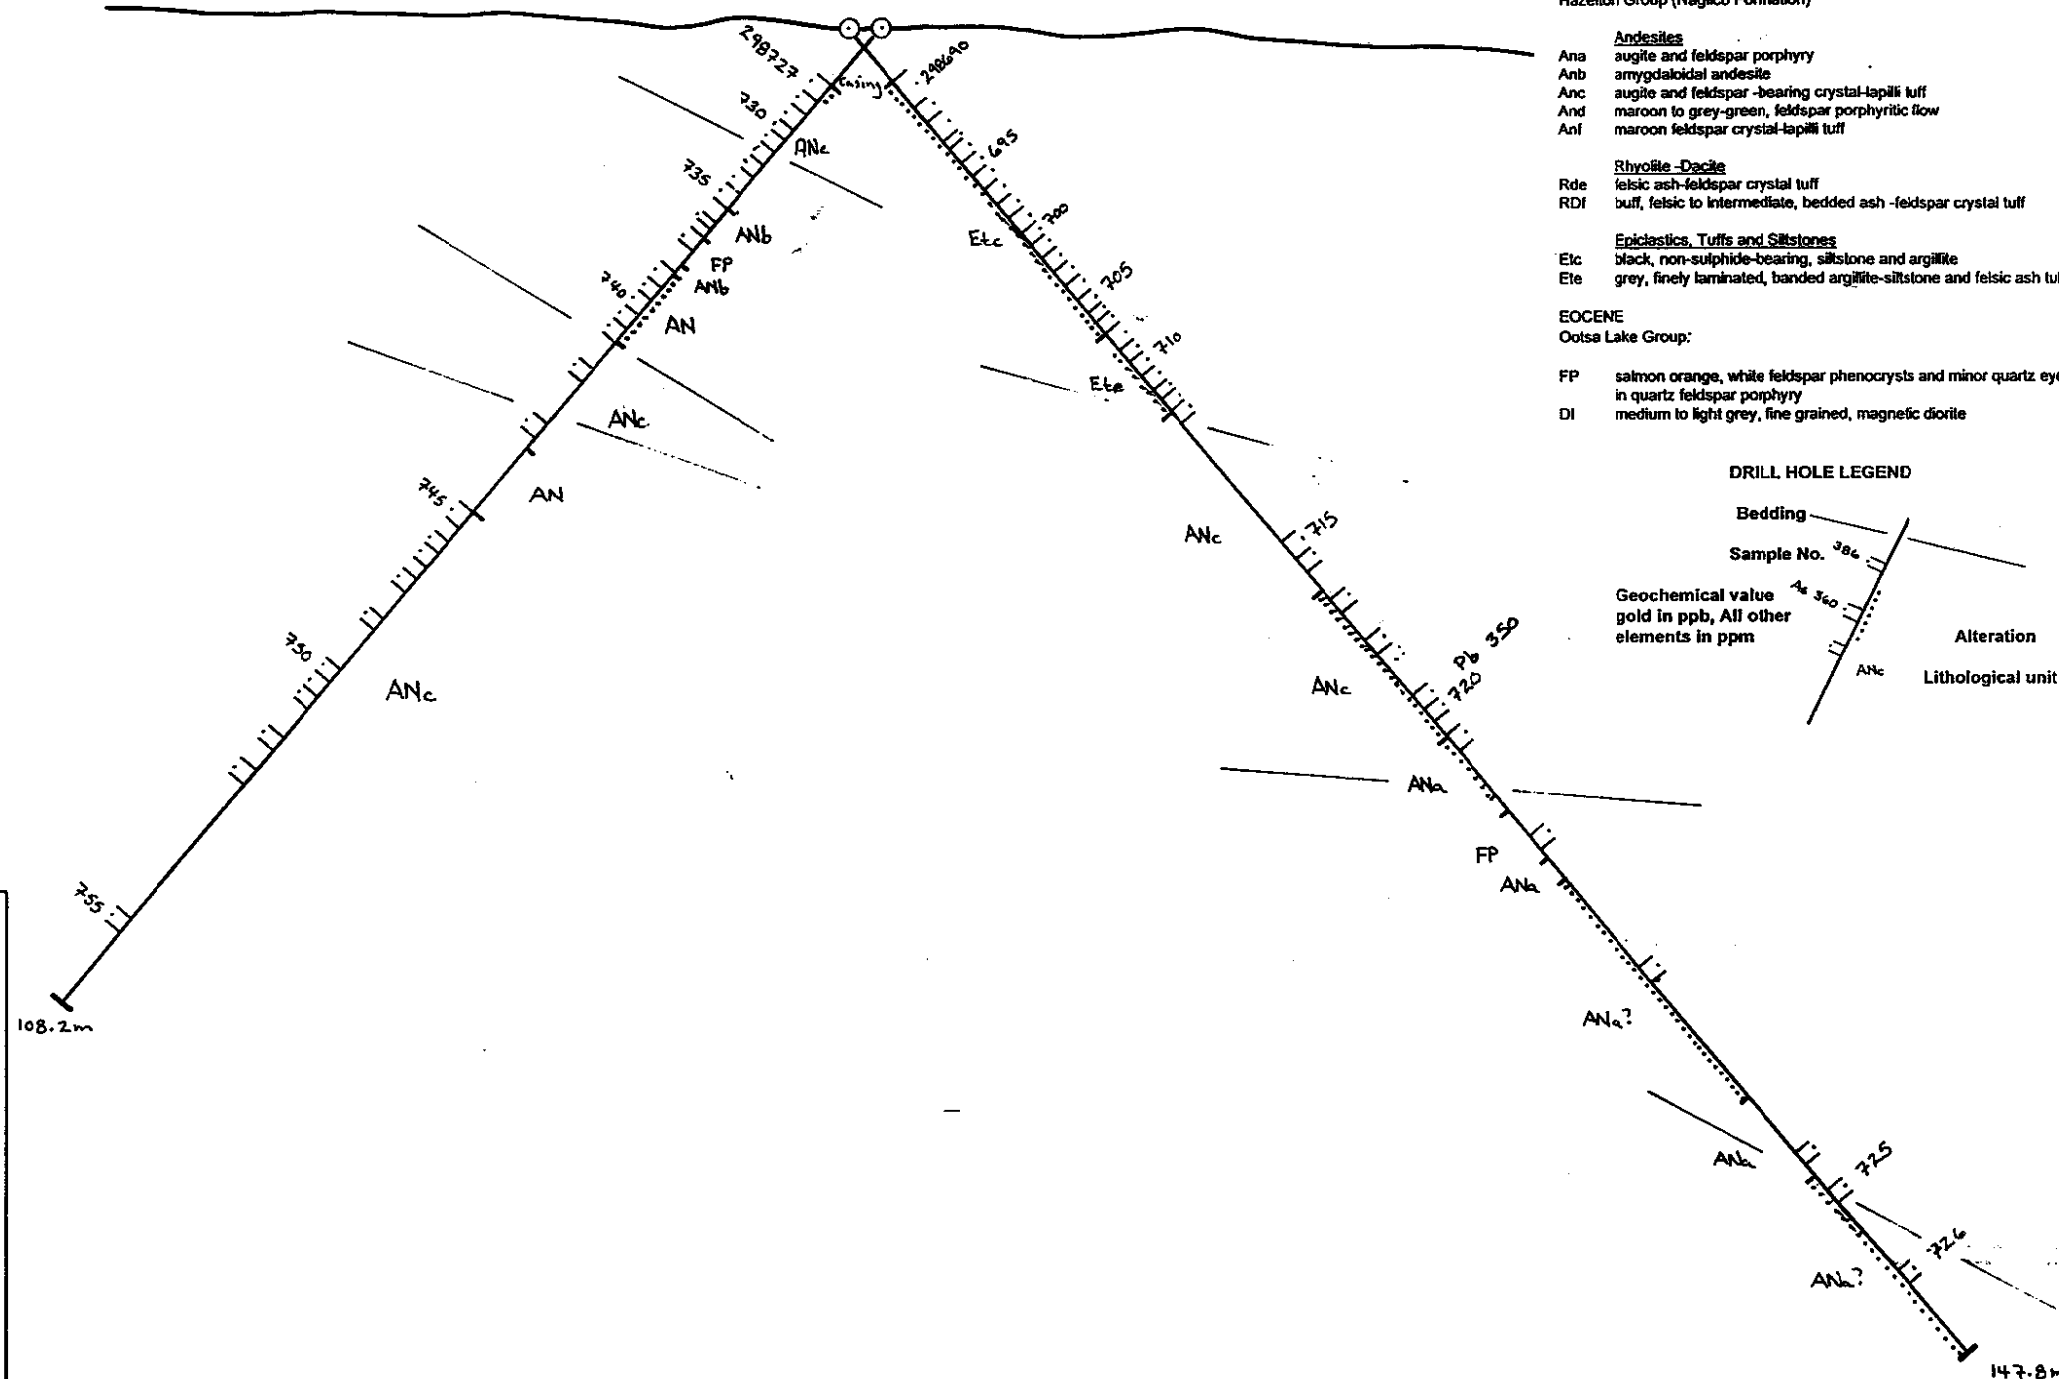 Andesites
Ana augite and feldspar porphyry
Anb amygdaloidal andesite
Anc augite and feldspar -bearing crystal-lapilli tuff
And maroon to grey-green, feldspar porphyritic flow
Anf maroon feldspar crystal-lapilli tuff
Rhyolite -Dacite
Rde felsic ash-feldspar crystal tuff
RDf buff, felsic to intermediate, bedded ash -feldspar crystal tuff
Epiclastics, Tuffs and Siltstones
Etc black, non-sulphide-bearing, siltstone and argillite
Ete grey, finely laminated, banded argillite-siltstone and felsic ash
EOCENE
Ootsa Lake Group:
FP salmon orange, white feldspar phenocrysts and minor quartz
in quartz feldspar porphyry
DI medium to light grey, fine grained, magnetic diorite
DRILL HOLE LEGEND
Bedding
Sample No. 386
Geochemical value
gold in ppb, All other
elements in ppm
As 360
Alteration
ANc
Lithological unit
298727
casing
730
ANc
735
ANb
FP
ANb
740
AN
ANc
745
AN
750
ANc
755
108.2m
298690
695
700
Etc
705
710
Ete
ANc
715
Pb 350
720
ANc
ANa
FP
ANa
ANa?
ANa
725
726
ANa?
147.8m